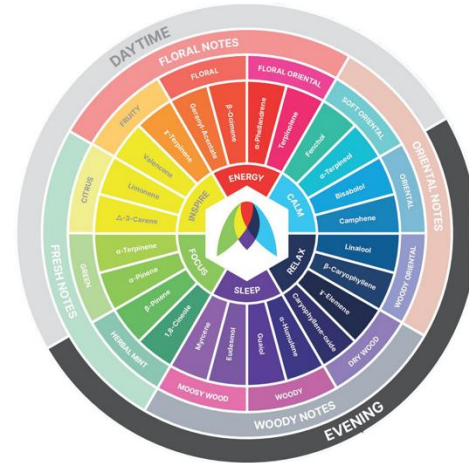 DAYTIME
FLORAL NOTES
FLORAL
FLORAL ORIENTAL
FRUITY
SOFT ORIENTAL
ORIENTAL NOTES
CITRUS
ORIENTAL
GREEN
WOODY ORIENTAL
FRESH NOTES
HERBAL MINT
DRY WOOD
MOOSY WOOD
WOODY
WOODY NOTES
EVENING
ɣ-Terpinene
Geranyl-Acetate
β-Ocimene
α-Phellandrene
Terpinolene
Fenchol
α-Terpineol
Bisabolol
Camphene
Linalool
β-Caryophyllene
ɣ-Elemene
Caryophyllene-oxide
α-Humulene
Guaiol
Eudesmol
Myrcene
1,8-Cineole
β-Pinene
α-Pinene
α-Terpinene
Δ-3-Carene
Limonene
Valencene
ENERGY
CALM
RELAX
SLEEP
FOCUS
INSPIRE